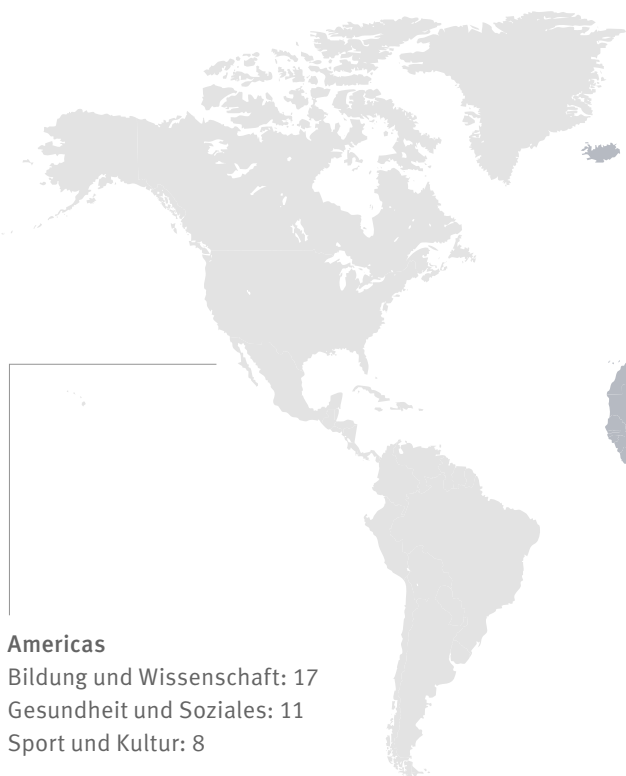 Americas
Bildung und Wissenschaft: 17
Gesundheit und Soziales: 11
Sport und Kultur: 8